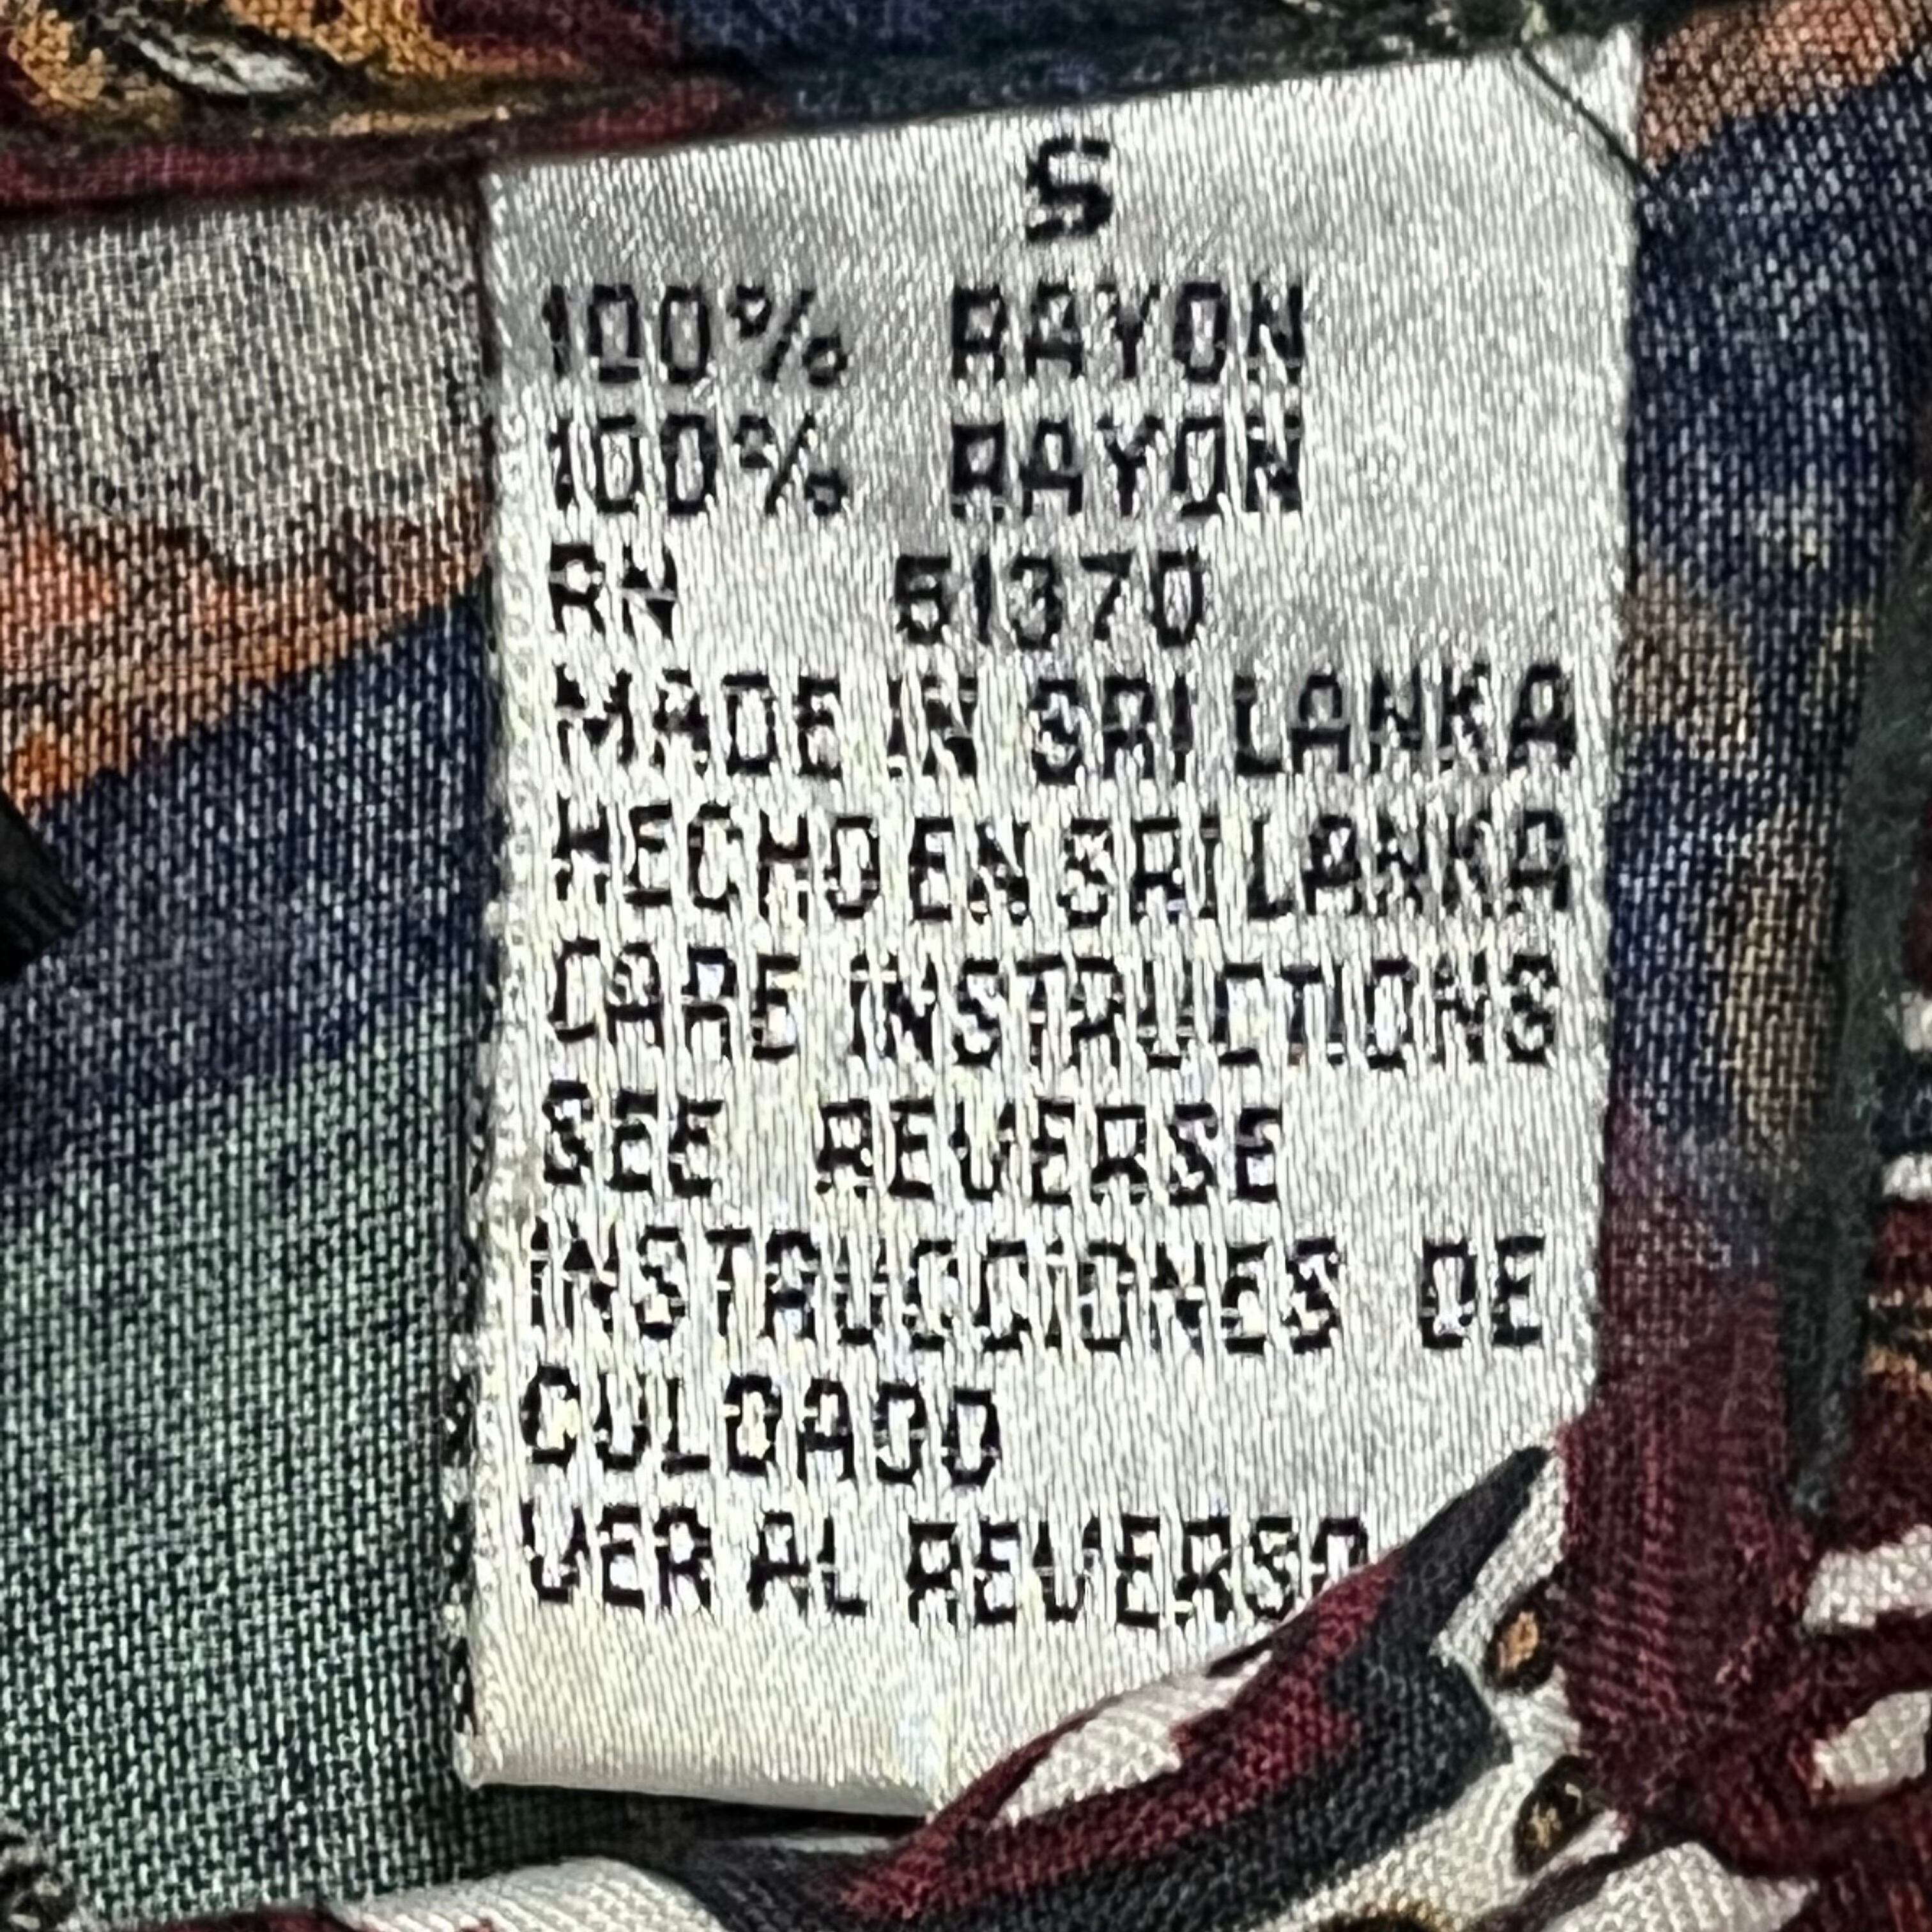 S
100% RAYON
100% RAYON
RN 51370
MADE IN SRI LANKA
HECHO EN SRI LANKA
CARE INSTRUCTIONS
SEE REVERSE
INSTRUCCIONES DE
CUIDADO
VER AL REVERSO